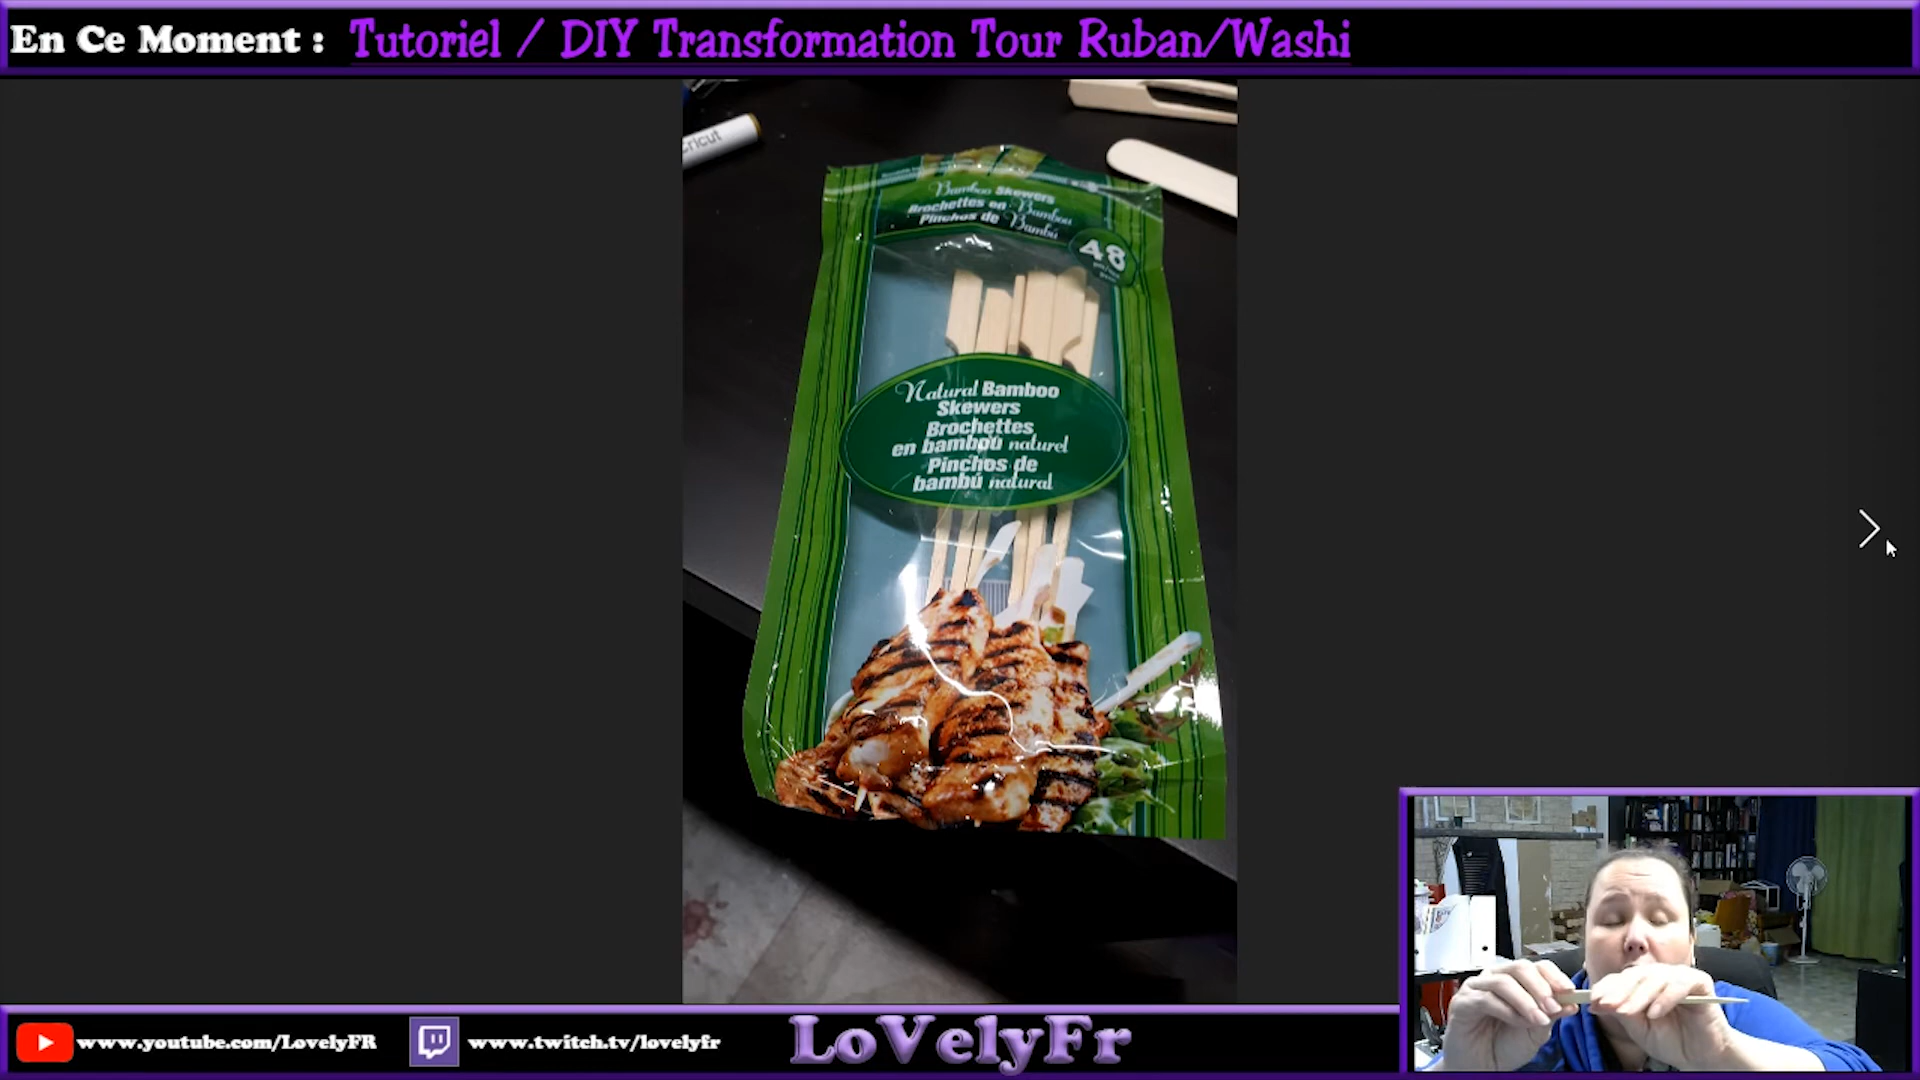 En Ce Moment : Tutoriel / DIY Transformation Tour Ruban/Washi
Cricut
Bamboo Skewers
Brochettes en Bambou
Pinchos de Bambú
48
Natural Bamboo
Skewers
Brochettes
en bambou naturel
Pinchos de
bambú natural
www.youtube.com/LovelyFR
www.twitch.tv/lovelyfr
LoVelyFr